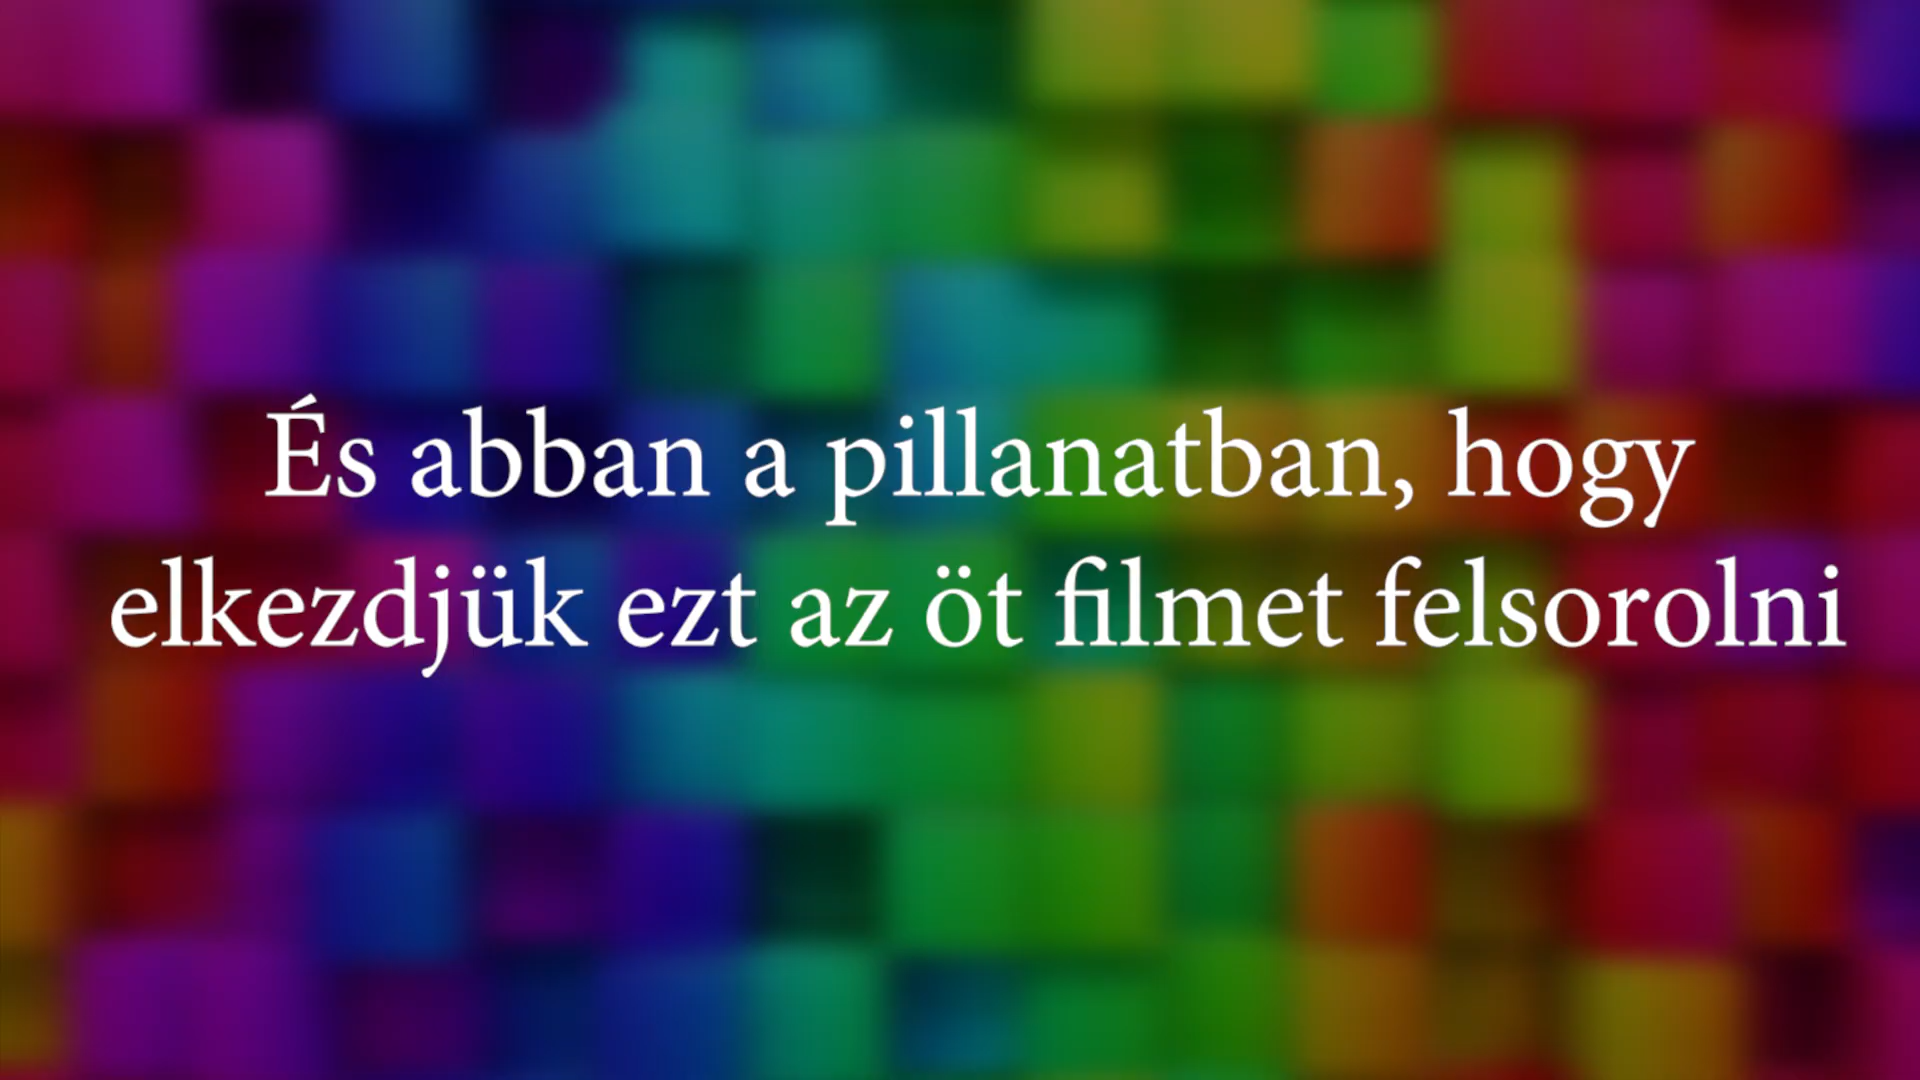 És abban a pillanatban, hogy
elkezdjük ezt az öt filmet felsorolni